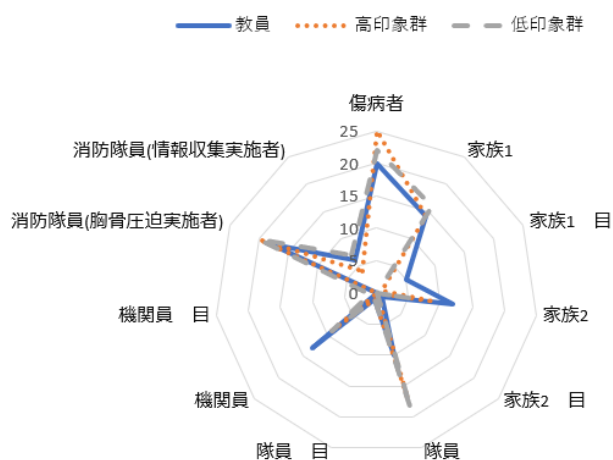 教員 高印象群 低印象群
傷病者
消防隊員(情報収集実施者)
家族1
消防隊員(胸骨圧迫実施者)
家族1　目
機関員　目
家族2
機関員
家族2　目
隊員　目
隊員
25
20
15
10
5
0